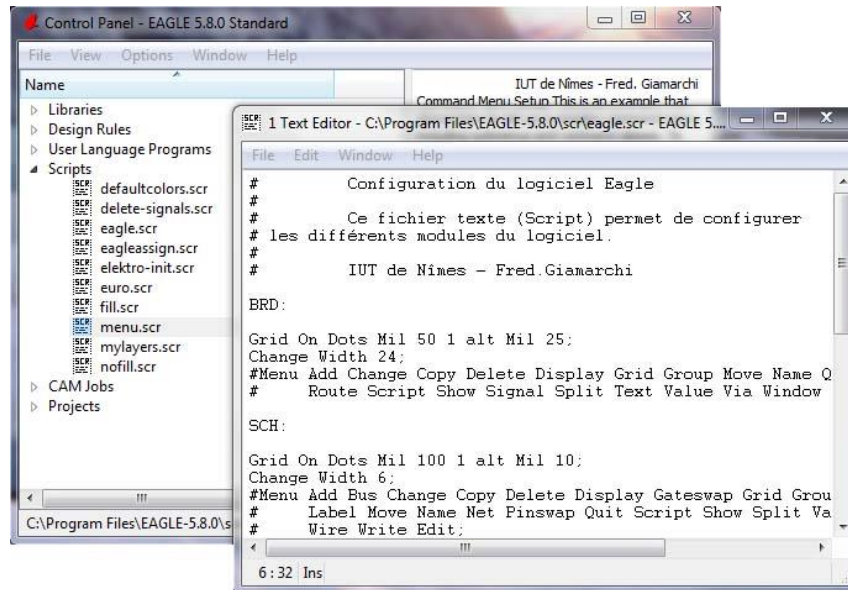 Control Panel - EAGLE 5.8.0 Standard
File View Options Window Help
Name
Libraries
Design Rules
User Language Programs
Scripts
defaultcolors.scr
delete-signals.scr
eagle.scr
eagleassign.scr
elektro-init.scr
euro.scr
fill.scr
menu.scr
mylayers.scr
nofill.scr
CAM Jobs
Projects
C:\Program Files\EAGLE-5.8.0\s
IUT de Nîmes - Fred. Giamarchi
Command Menu Setup This is an example that
1 Text Editor - C:\Program Files\EAGLE-5.8.0\scr\eagle.scr - EAGLE 5....
File Edit Window Help
# Configuration du logiciel Eagle
#
# Ce fichier texte (Script) permet de configurer
# les différents modules du logiciel.
#
# IUT de Nîmes - Fred.Giamarchi
BRD:
Grid On Dots Mil 50 1 alt Mil 25;
Change Width 24;
#Menu Add Change Copy Delete Display Grid Group Move Name Q
# Route Script Show Signal Split Text Value Via Window
SCH:
Grid On Dots Mil 100 1 alt Mil 10;
Change Width 6;
#Menu Add Bus Change Copy Delete Display Gateswap Grid Grou
# Label Move Name Net Pinswap Quit Script Show Split Va
# Wire Write Edit;
6:32 Ins